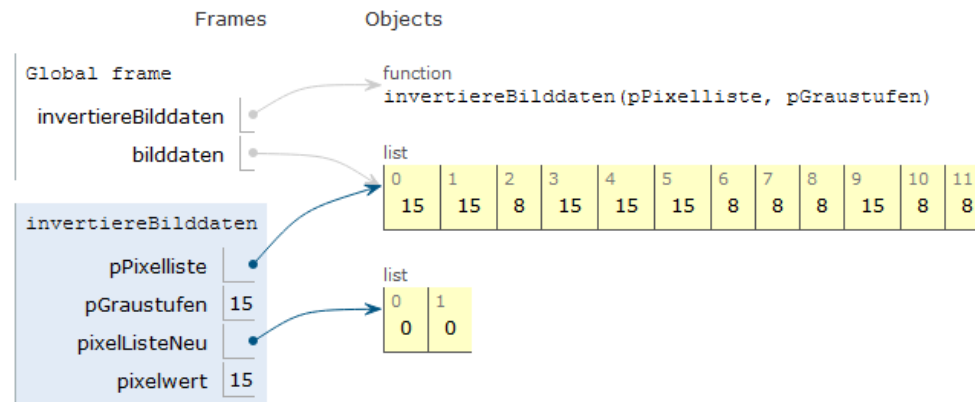 Frames Objects
Global frame
function
invertiereBilddaten(pPixelliste, pGraustufen)
invertiereBilddaten
bilddaten
list
0 1 2 3 4 5 6 7 8 9 10 11
15 15 8 15 15 15 8 8 8 15 8 8
invertiereBilddaten
pPixelliste
pGraustufen 15
pixelListeNeu
pixelwert 15
list
0 1
0 0